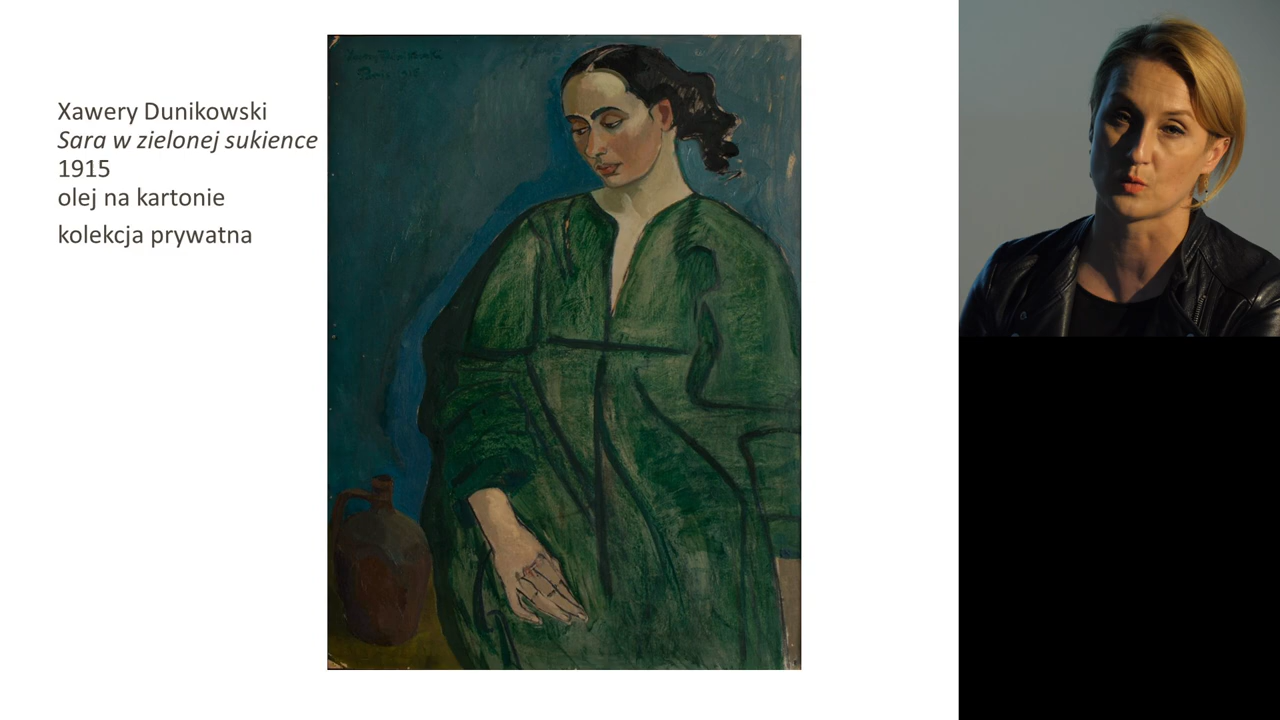 Xawery Dunikowski
Sara w zielonej sukience
1915
olej na kartonie
kolekcja prywatna